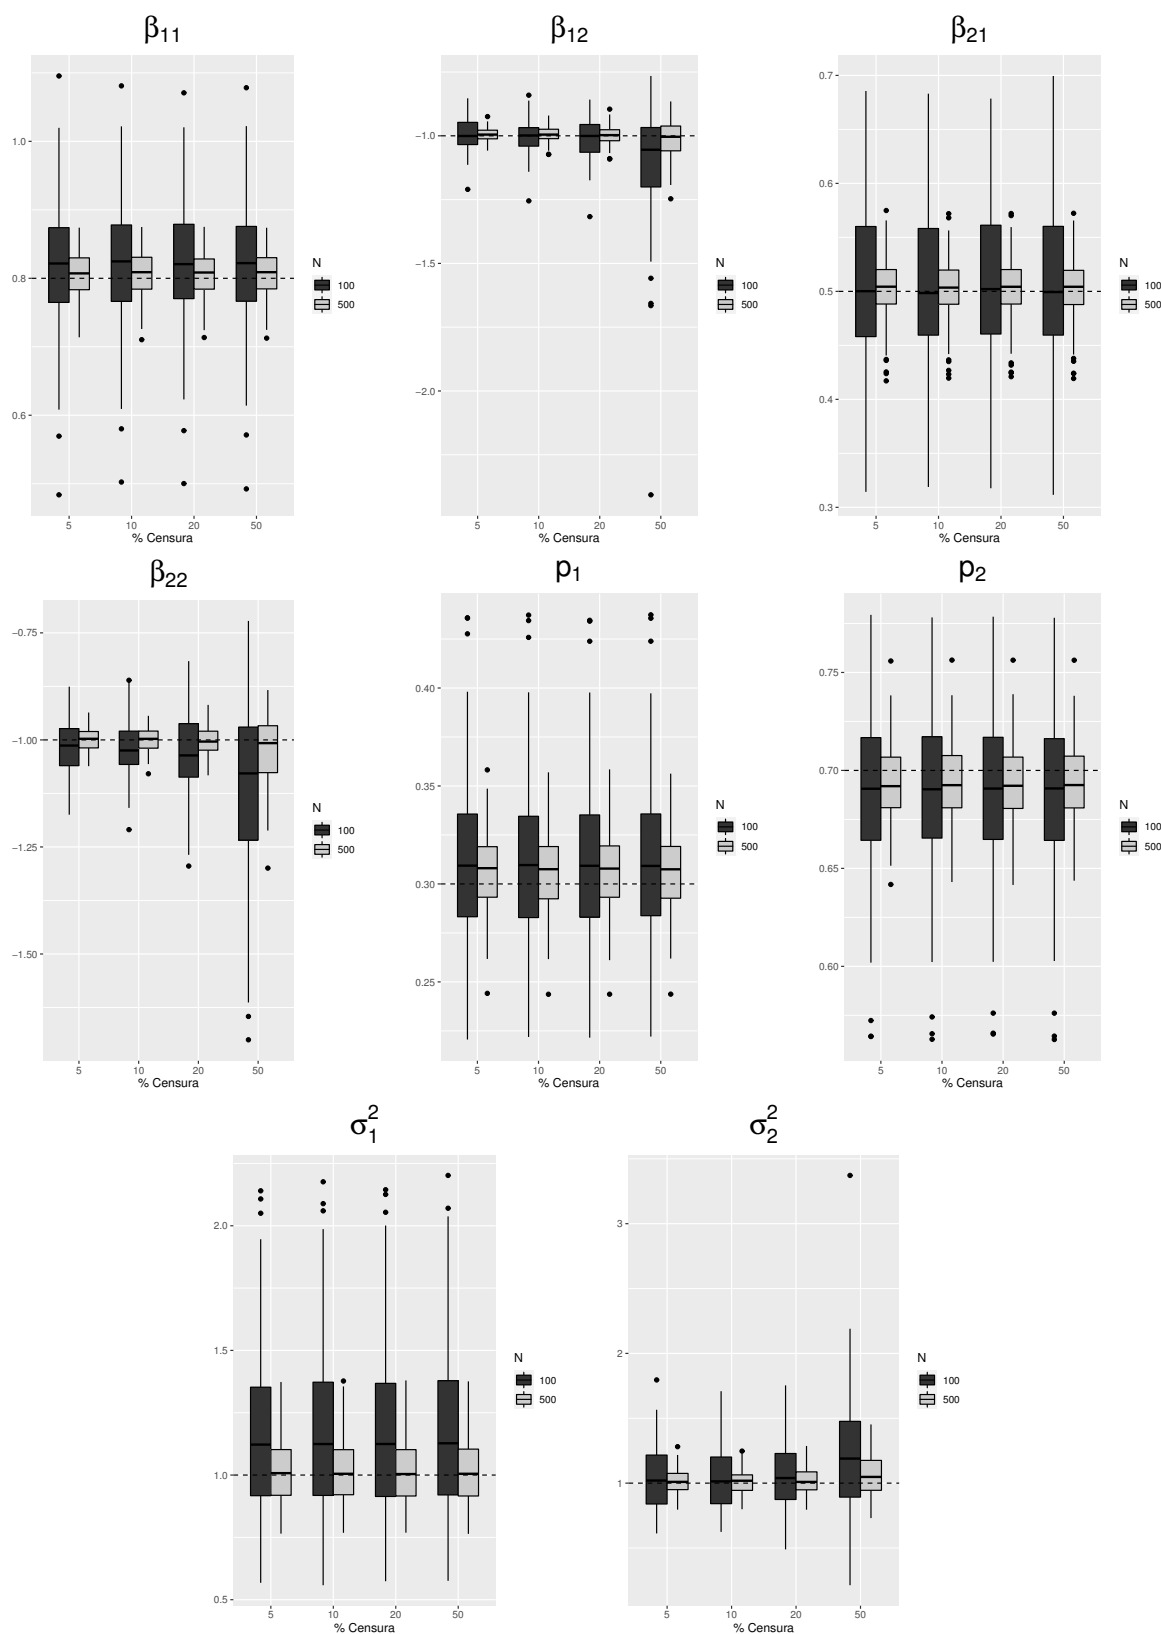 β11
1.0
0.8
0.6
5 10 20 50
% Censura
N
100
500
β12
−1.0
−1.5
−2.0
5 10 20 50
% Censura
N
100
500
β21
0.7
0.6
0.5
0.4
0.3
5 10 20 50
% Censura
N
100
500
β22
−0.75
−1.00
−1.25
−1.50
5 10 20 50
% Censura
N
100
500
p1
0.40
0.35
0.30
0.25
5 10 20 50
% Censura
N
100
500
p2
0.75
0.70
0.65
0.60
5 10 20 50
% Censura
N
100
500
σ²1
2.0
1.5
1.0
0.5
5 10 20 50
% Censura
N
100
500
σ²2
3
2
1
5 10 20 50
% Censura
N
100
500